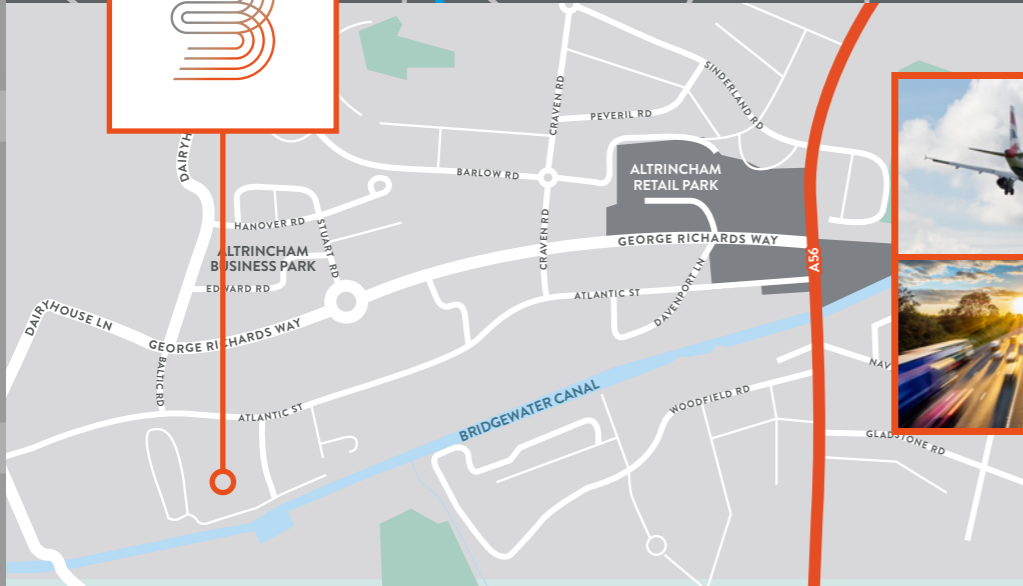 SINDERLAND RD
CRAVEN RD
PEVERIL RD
DAIRYH
BARLOW RD
ALTRINCHAM
RETAIL PARK
HANOVER RD
STUART RD
CRAVEN RD
GEORGE RICHARDS WAY
ALTRINCHAM
BUSINESS PARK
A56
EDWARD RD
ATLANTIC ST
DAVENPORT LN
DAIRYHOUSE LN
GEORGE RICHARDS WAY
BALTIC RD
NAV
BRIDGEWATER CANAL
WOODFIELD RD
ATLANTIC ST
GLADSTONE RD